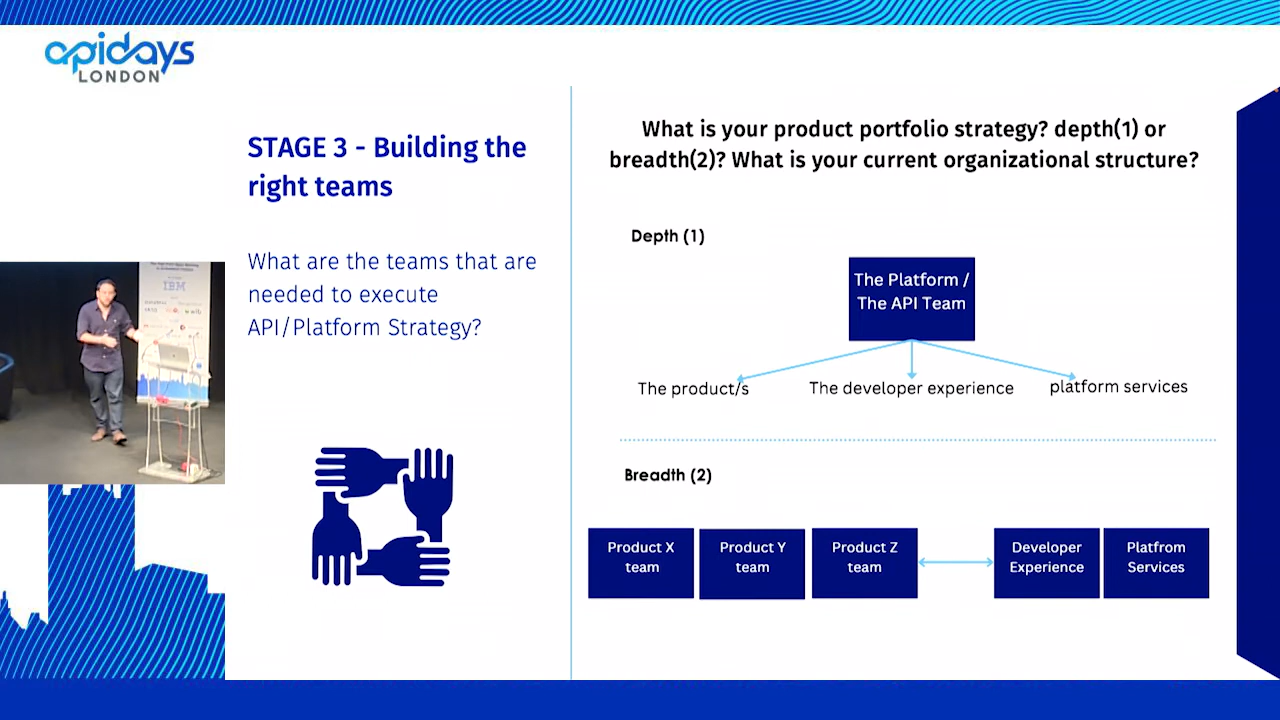 apidays
LONDON
STAGE 3 - Building the
right teams
What are the teams that are
needed to execute
API/Platform Strategy?
IBM
What is your product portfolio strategy? depth(1) or
breadth(2)? What is your current organizational structure?
Depth (1)
The Platform /
The API Team
The product/s
The developer experience
platform services
Breadth (2)
Product X
team
Product Y
team
Product Z
team
Developer
Experience
Platfrom
Services